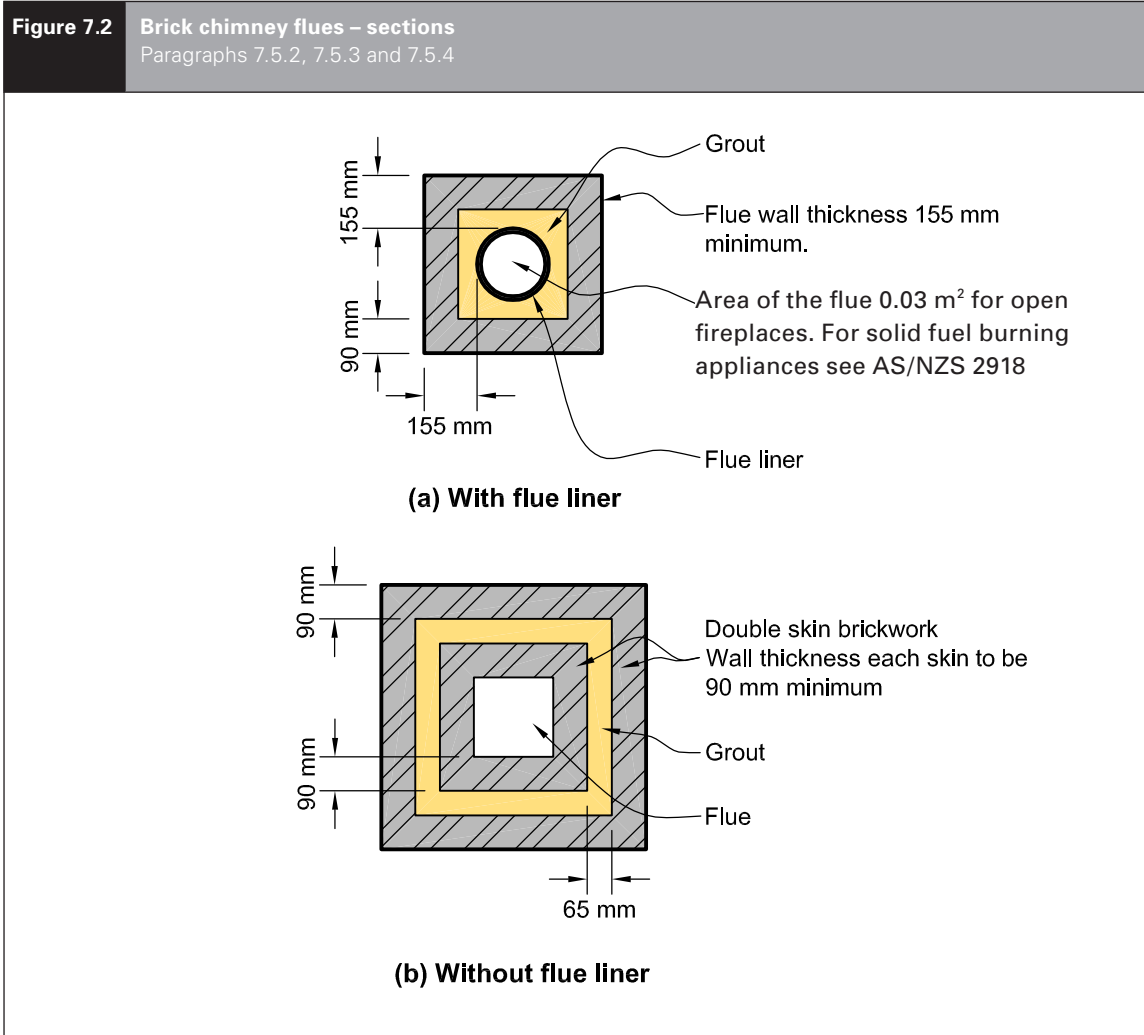 Figure 7.2
Brick chimney flues – sections
Paragraphs 7.5.2, 7.5.3 and 7.5.4
Grout
155 mm
Flue wall thickness 155 mm
minimum.
Area of the flue 0.03 m² for open
fireplaces. For solid fuel burning
appliances see AS/NZS 2918
90 mm
155 mm
Flue liner
(a) With flue liner
90 mm
Double skin brickwork
Wall thickness each skin to be
90 mm minimum
Grout
90 mm
Flue
65 mm
(b) Without flue liner